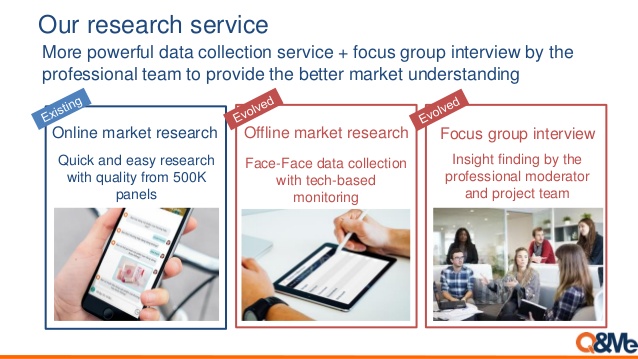 Our research service
More powerful data collection service + focus group interview by the
professional team to provide the better market understanding
Existing
Online market research
Quick and easy research
with quality from 500K
panels
Evolved
Offline market research
Face-Face data collection
with tech-based
monitoring
Evolved
Focus group interview
Insight finding by the
professional moderator
and project team
Q&Me